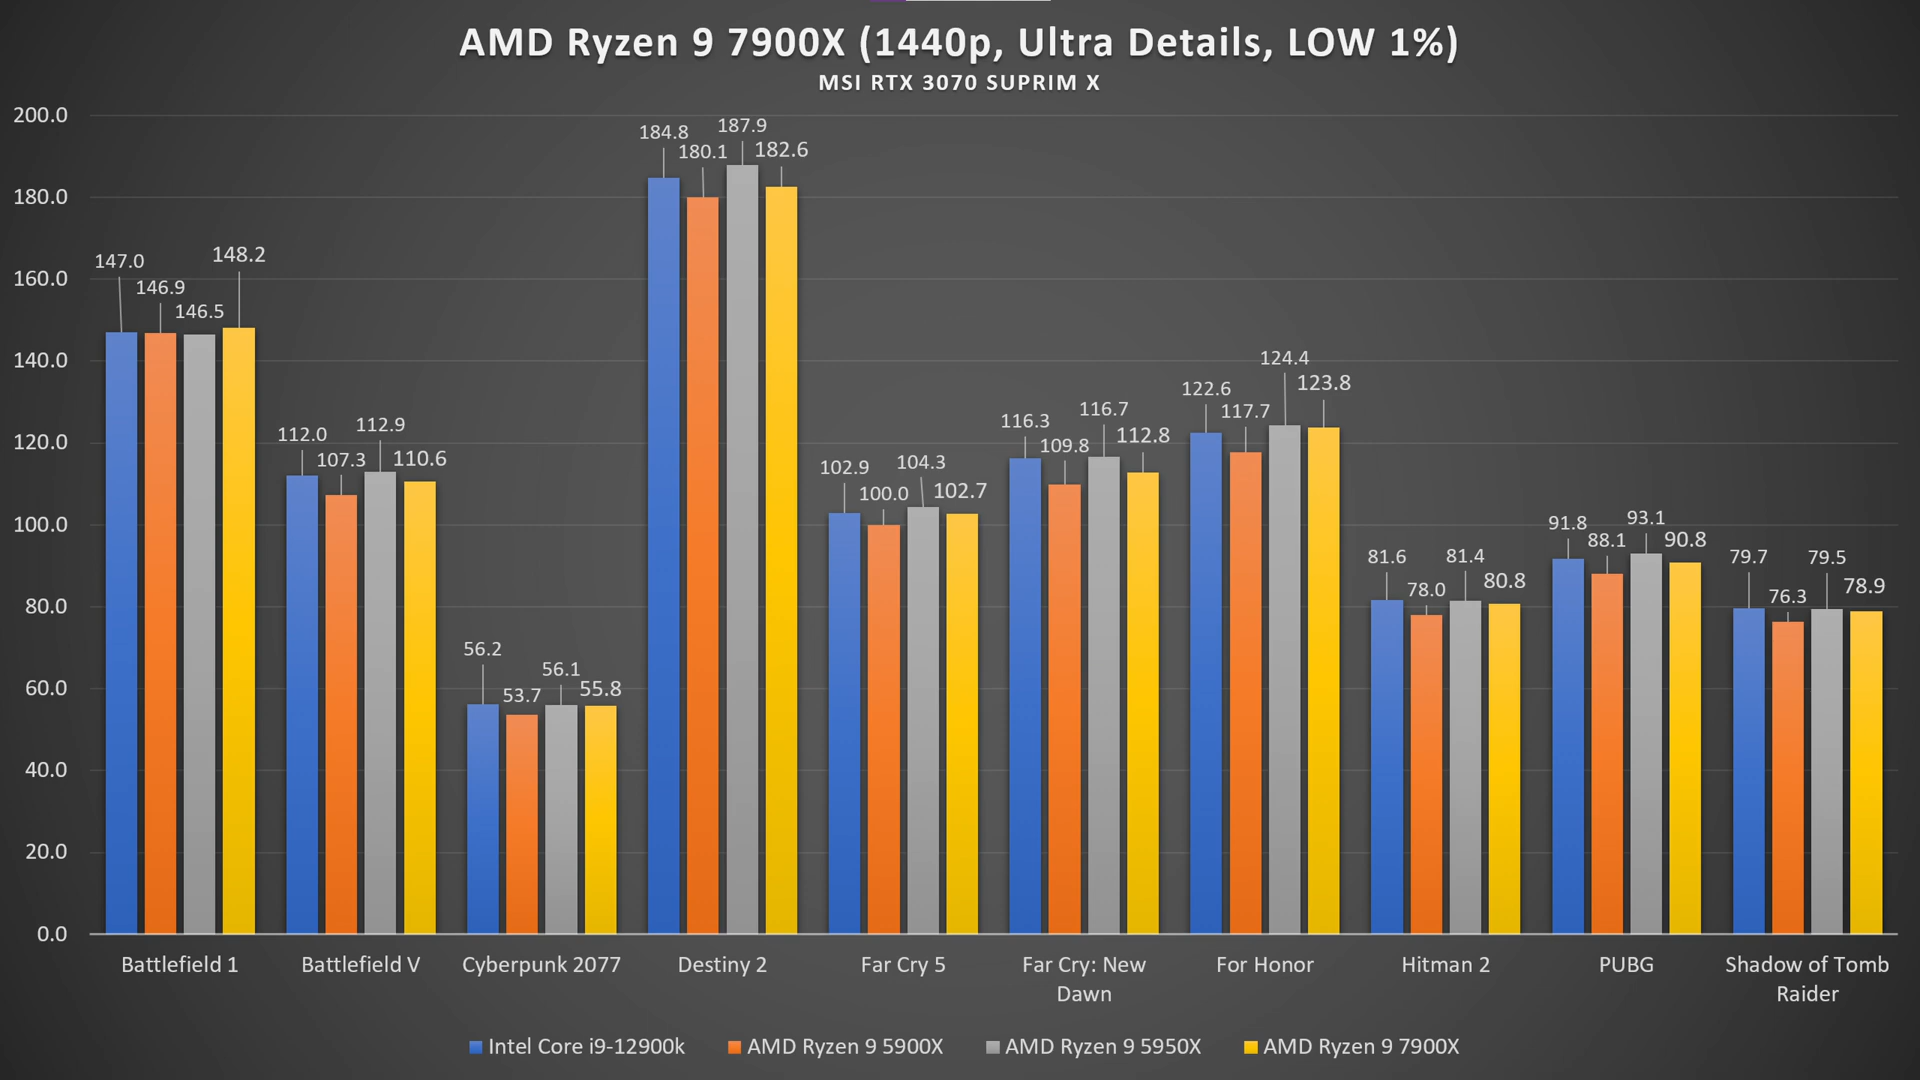 AMD Ryzen 9 7900X (1440p, Ultra Details, LOW 1%)
MSI RTX 3070 SUPRIM X
200.0
180.0
160.0
140.0
120.0
100.0
80.0
60.0
40.0
20.0
0.0
147.0
146.9
146.5
148.2
112.0
107.3
112.9
110.6
56.2
53.7
56.1
55.8
184.8
180.1
187.9
182.6
102.9
100.0
104.3
102.7
116.3
109.8
116.7
112.8
122.6
117.7
124.4
123.8
81.6
78.0
81.4
80.8
91.8
88.1
93.1
90.8
79.7
76.3
79.5
78.9
Battlefield 1
Battlefield V
Cyberpunk 2077
Destiny 2
Far Cry 5
Far Cry: New
Dawn
For Honor
Hitman 2
PUBG
Shadow of Tomb
Raider
Intel Core i9-12900k
AMD Ryzen 9 5900X
AMD Ryzen 9 5950X
AMD Ryzen 9 7900X